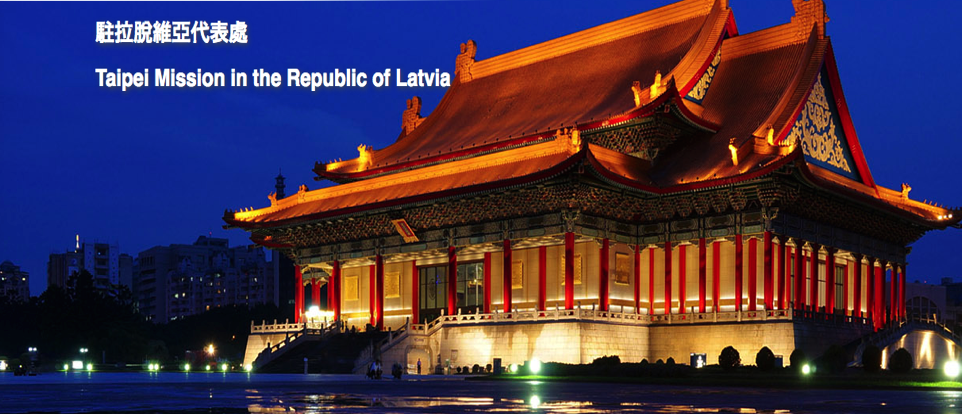 駐拉脫維亞代表處
Taipei Mission in the Republic of Latvia